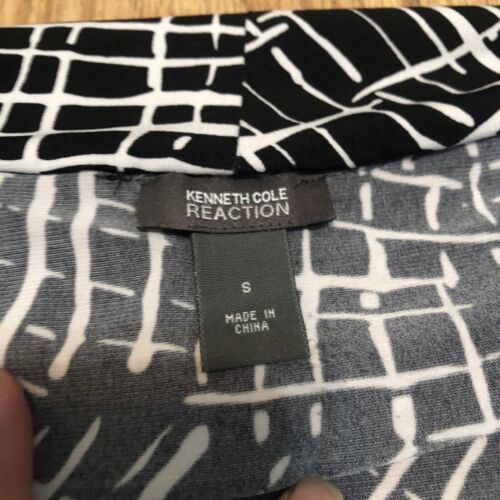 KENNETH COLE
REACTION
S
MADE IN
CHINA